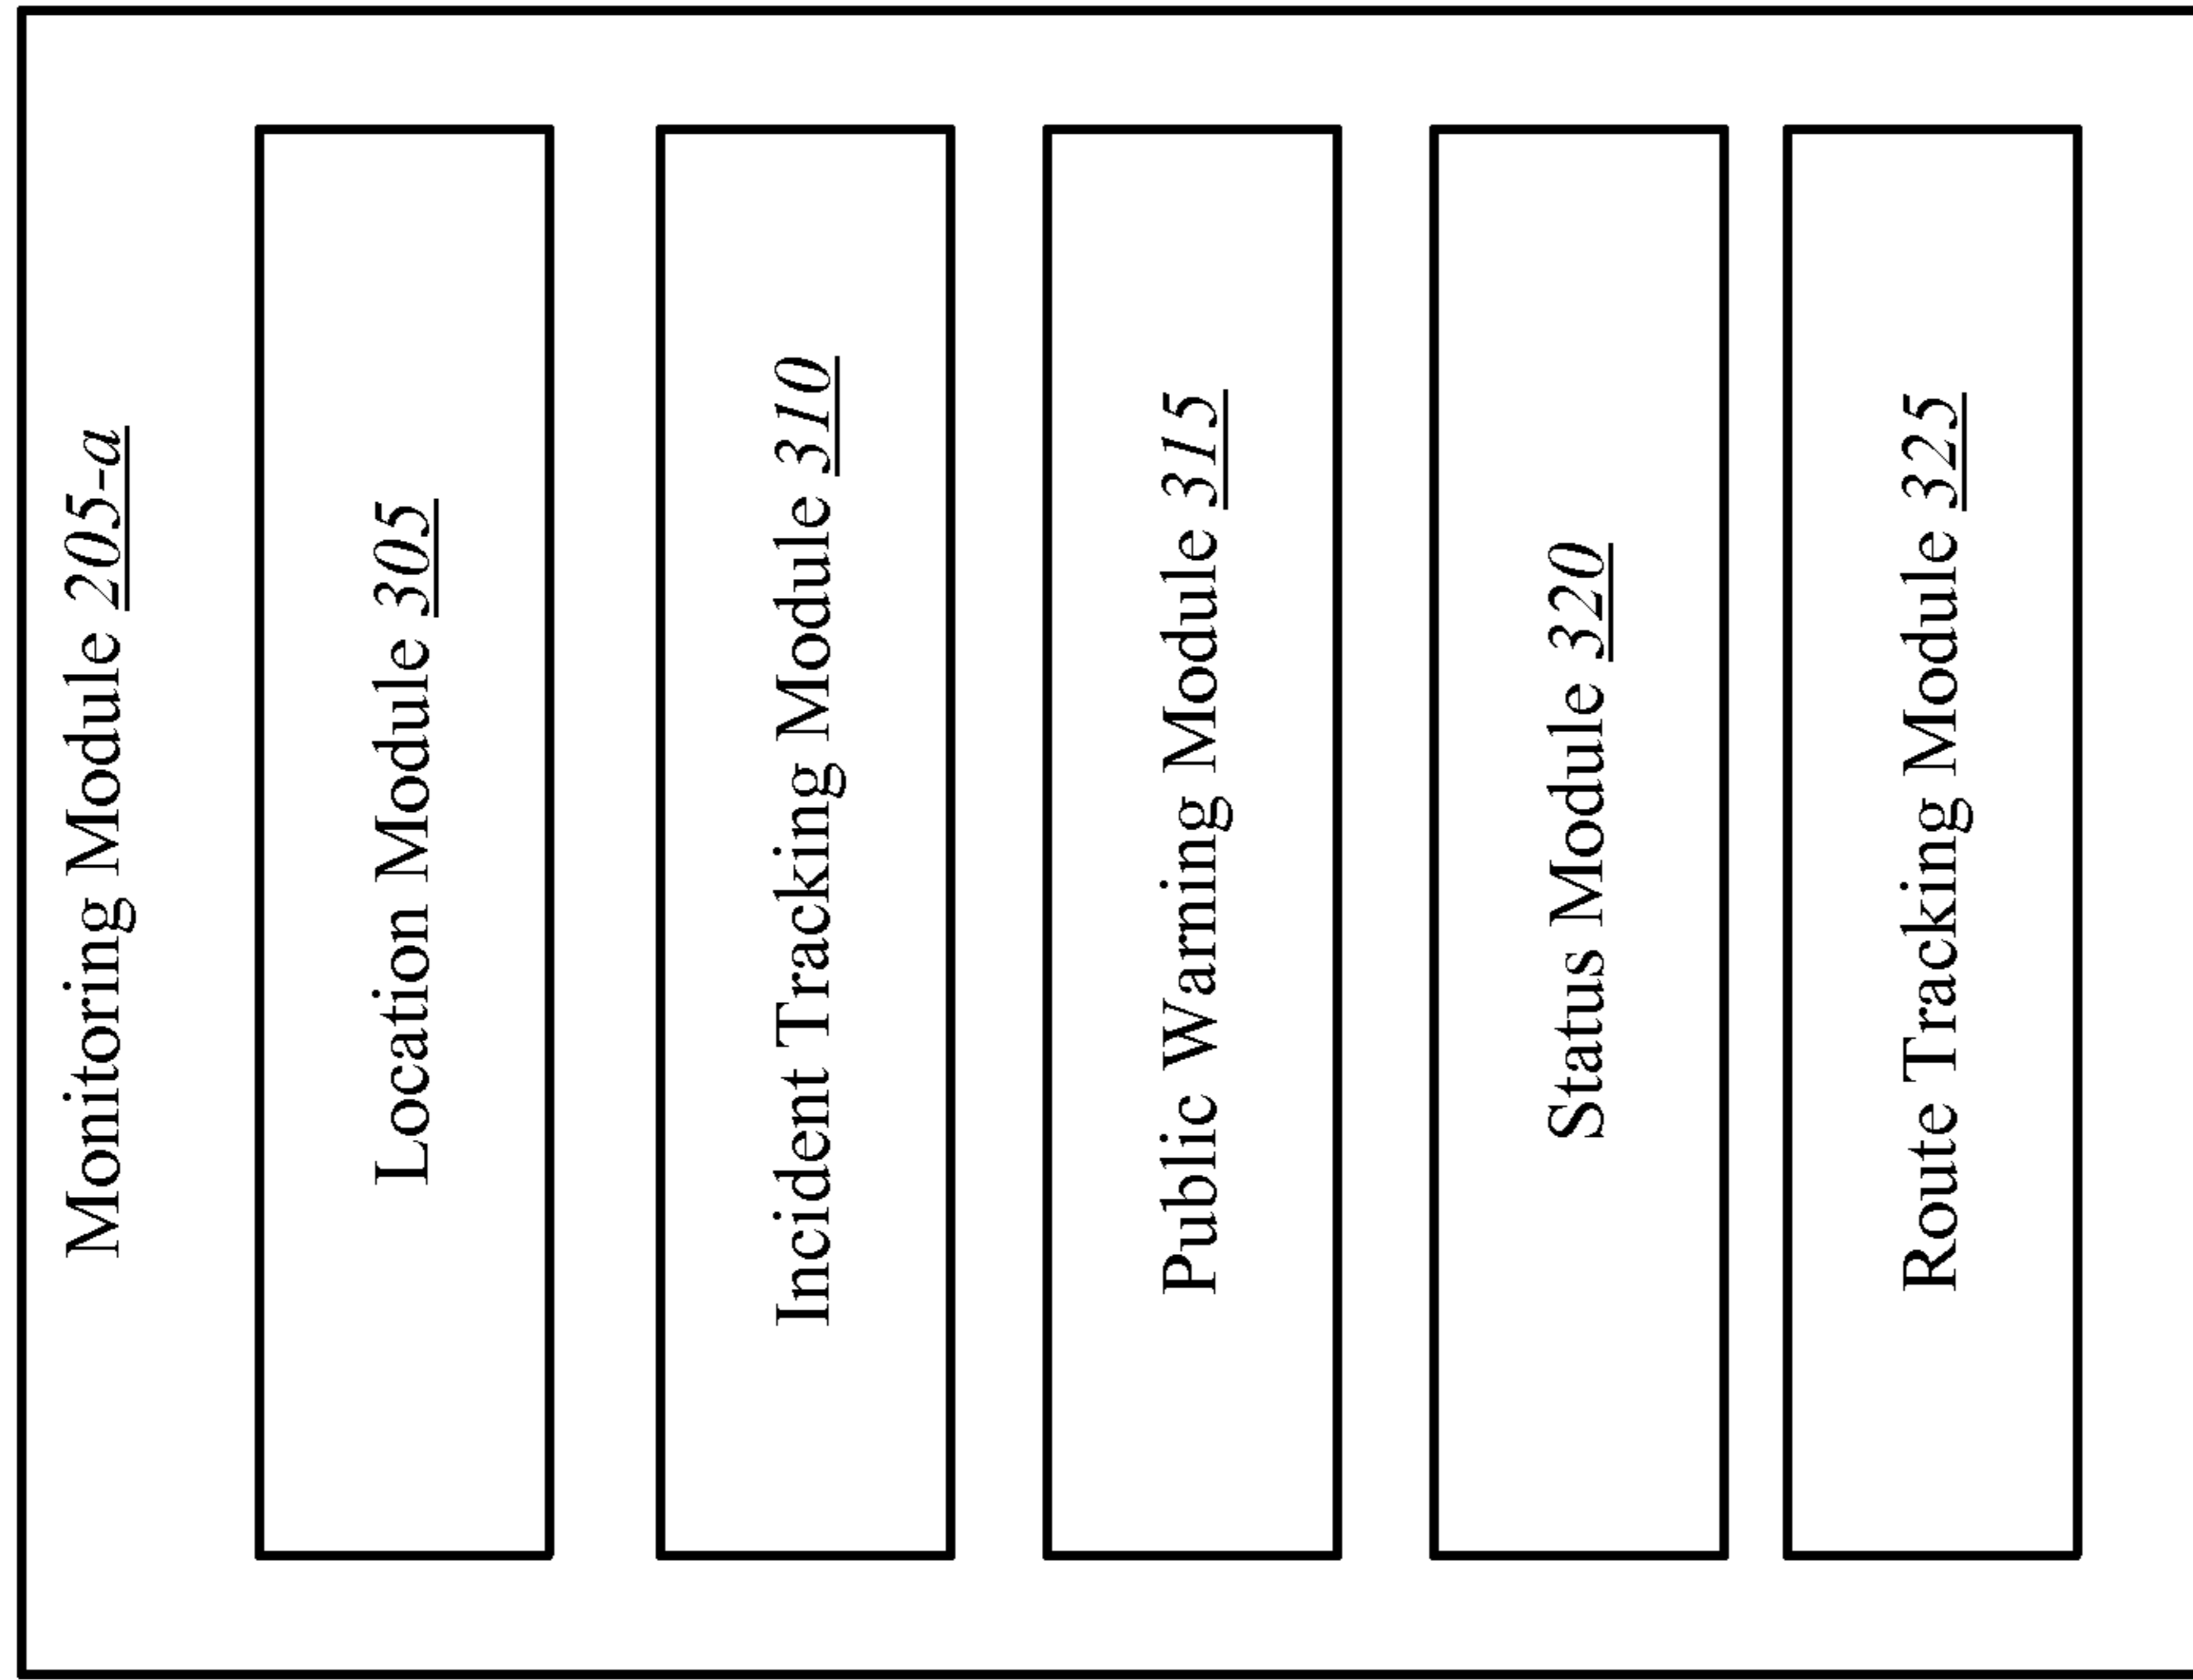 Monitoring Module 205-a
Location Module 305
Incident Tracking Module 310
Public Warning Module 315
Status Module 320
Route Tracking Module 325